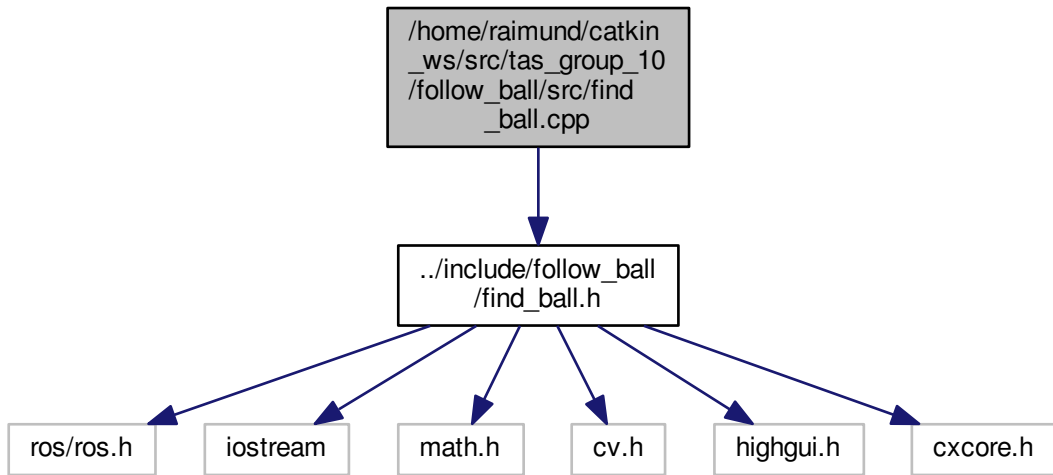 /home/raimund/catkin
_ws/src/tas_group_10
/follow_ball/src/find
_ball.cpp
../include/follow_ball
/find_ball.h
ros/ros.h
iostream
math.h
cv.h
highgui.h
cxcore.h